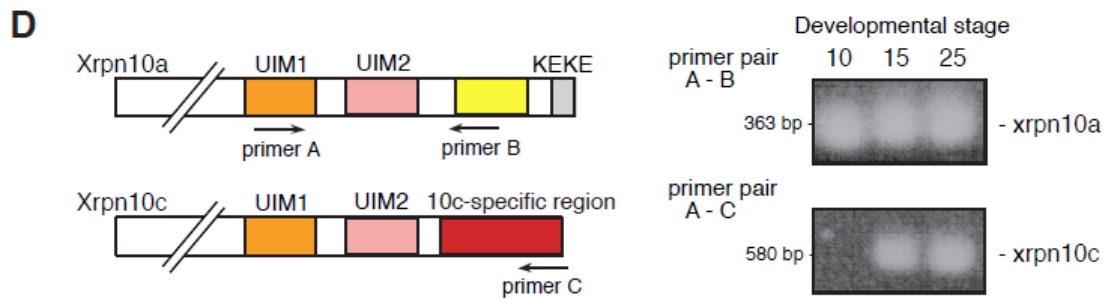 D
Xrpn10a
UIM1
UIM2
KEKE
primer A
primer B
Xrpn10c
UIM1
UIM2
10c-specific region
primer C
Developmental stage
primer pair
A - B
10 15 25
363 bp -
- xrpn10a
primer pair
A - C
580 bp -
- xrpn10c